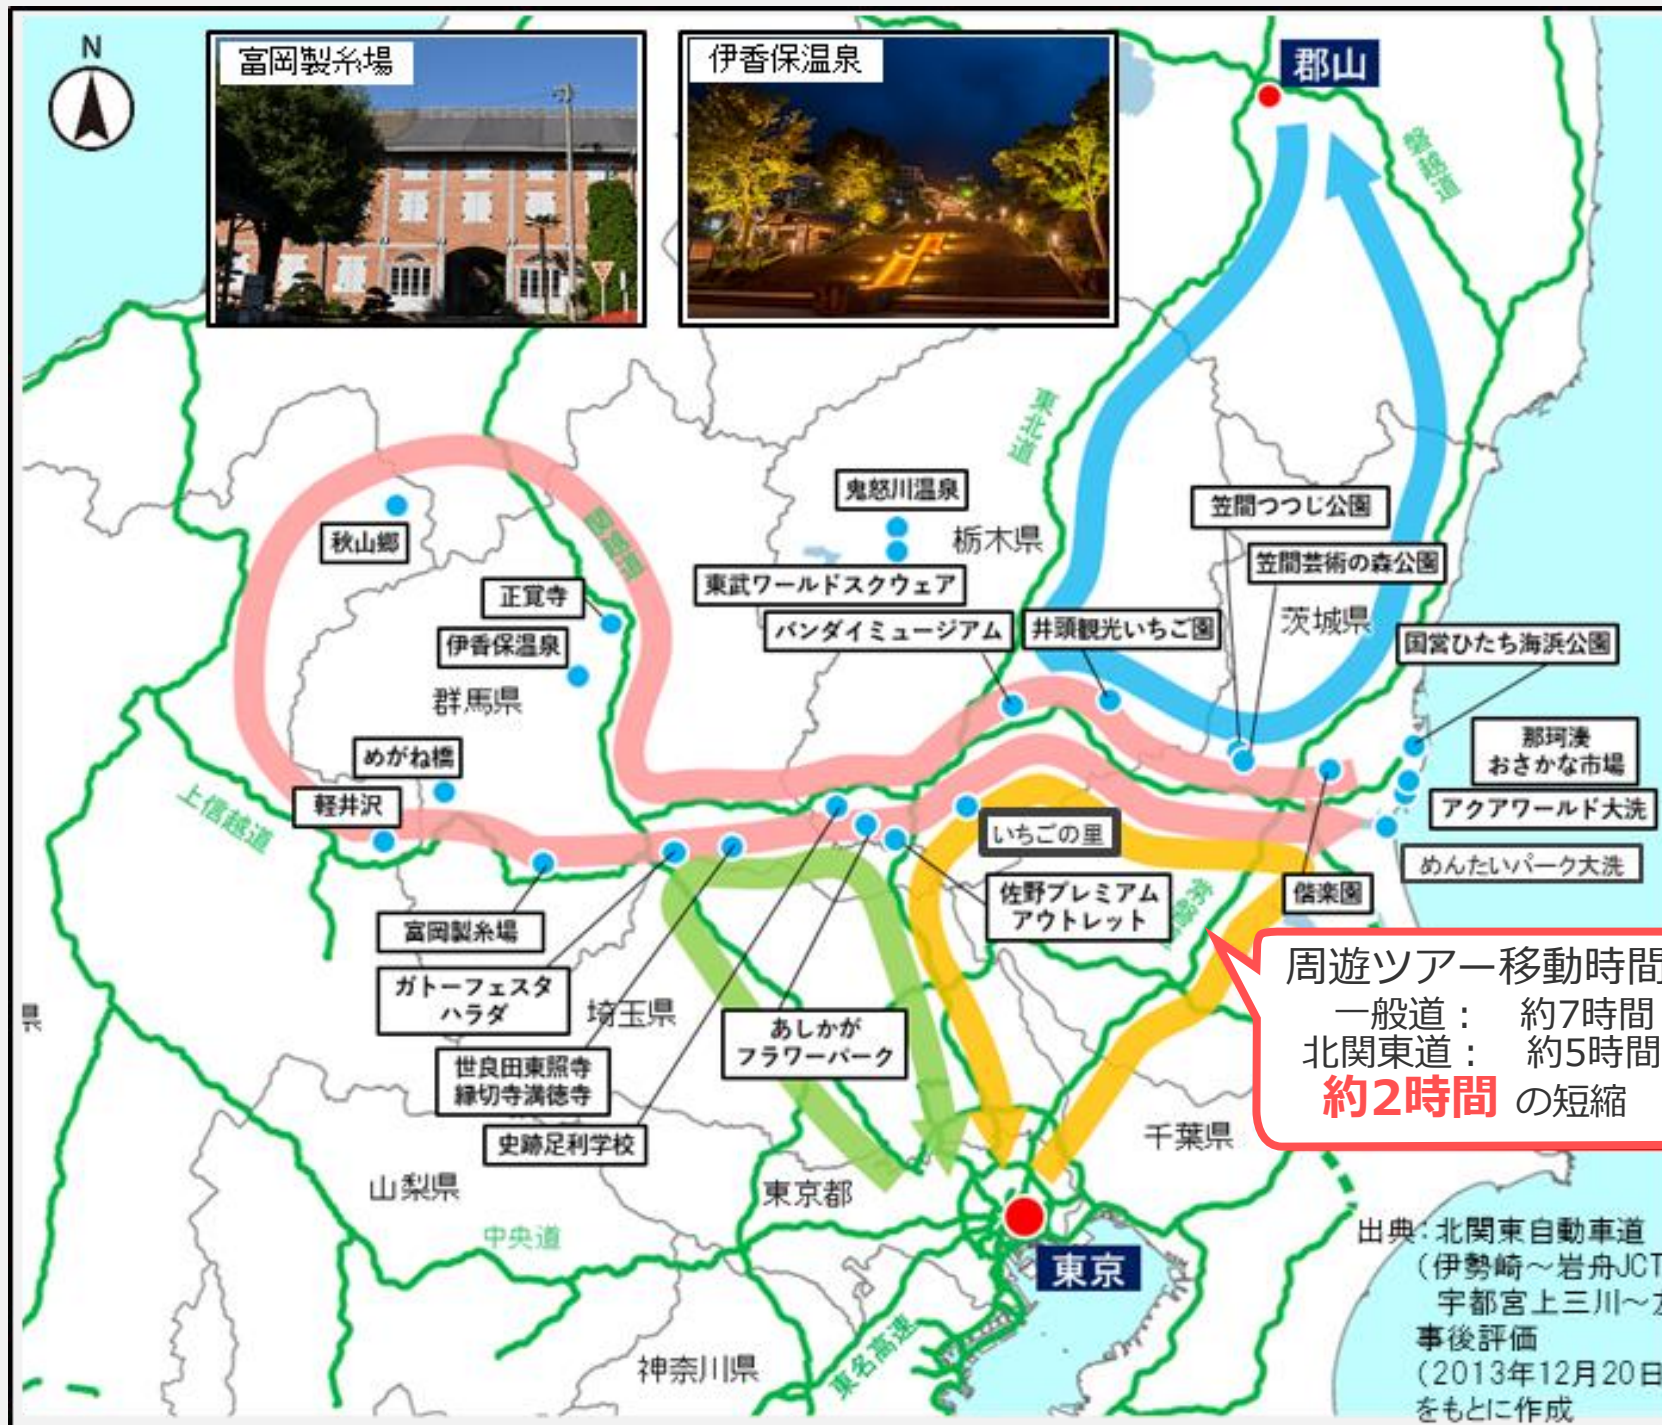 N
富岡製糸場
伊香保温泉
郡山
磐越道
東北道
鬼怒川温泉
栃木県
東武ワールドスクウェア
バンダイミュージアム
井頭観光いちご園
笠間つつじ公園
笠間芸術の森公園
茨城県
国営ひたち海浜公園
秋山郷
正覚寺
伊香保温泉
群馬県
めがね橋
軽井沢
上信越道
那珂湊
おさかな市場
アクアワールド大洗
めんたいパーク大洗
いちごの里
偕楽園
佐野プレミアム
アウトレット
富岡製糸場
ガトーフェスタ
ハラダ
埼玉県
あしかが
フラワーパーク
世良田東照寺
縁切寺満徳寺
史跡足利学校
県
周遊ツアー移動時間
一般道： 約7時間
北関東道： 約5時間
約2時間 の短縮
千葉県
山梨県
東京都
中央道
東京
神奈川県
東名高速
出典：北関東自動車道
（伊勢崎～岩舟JCT
宇都宮上三川～
事後評価
（2013年12月20日
をもとに作成